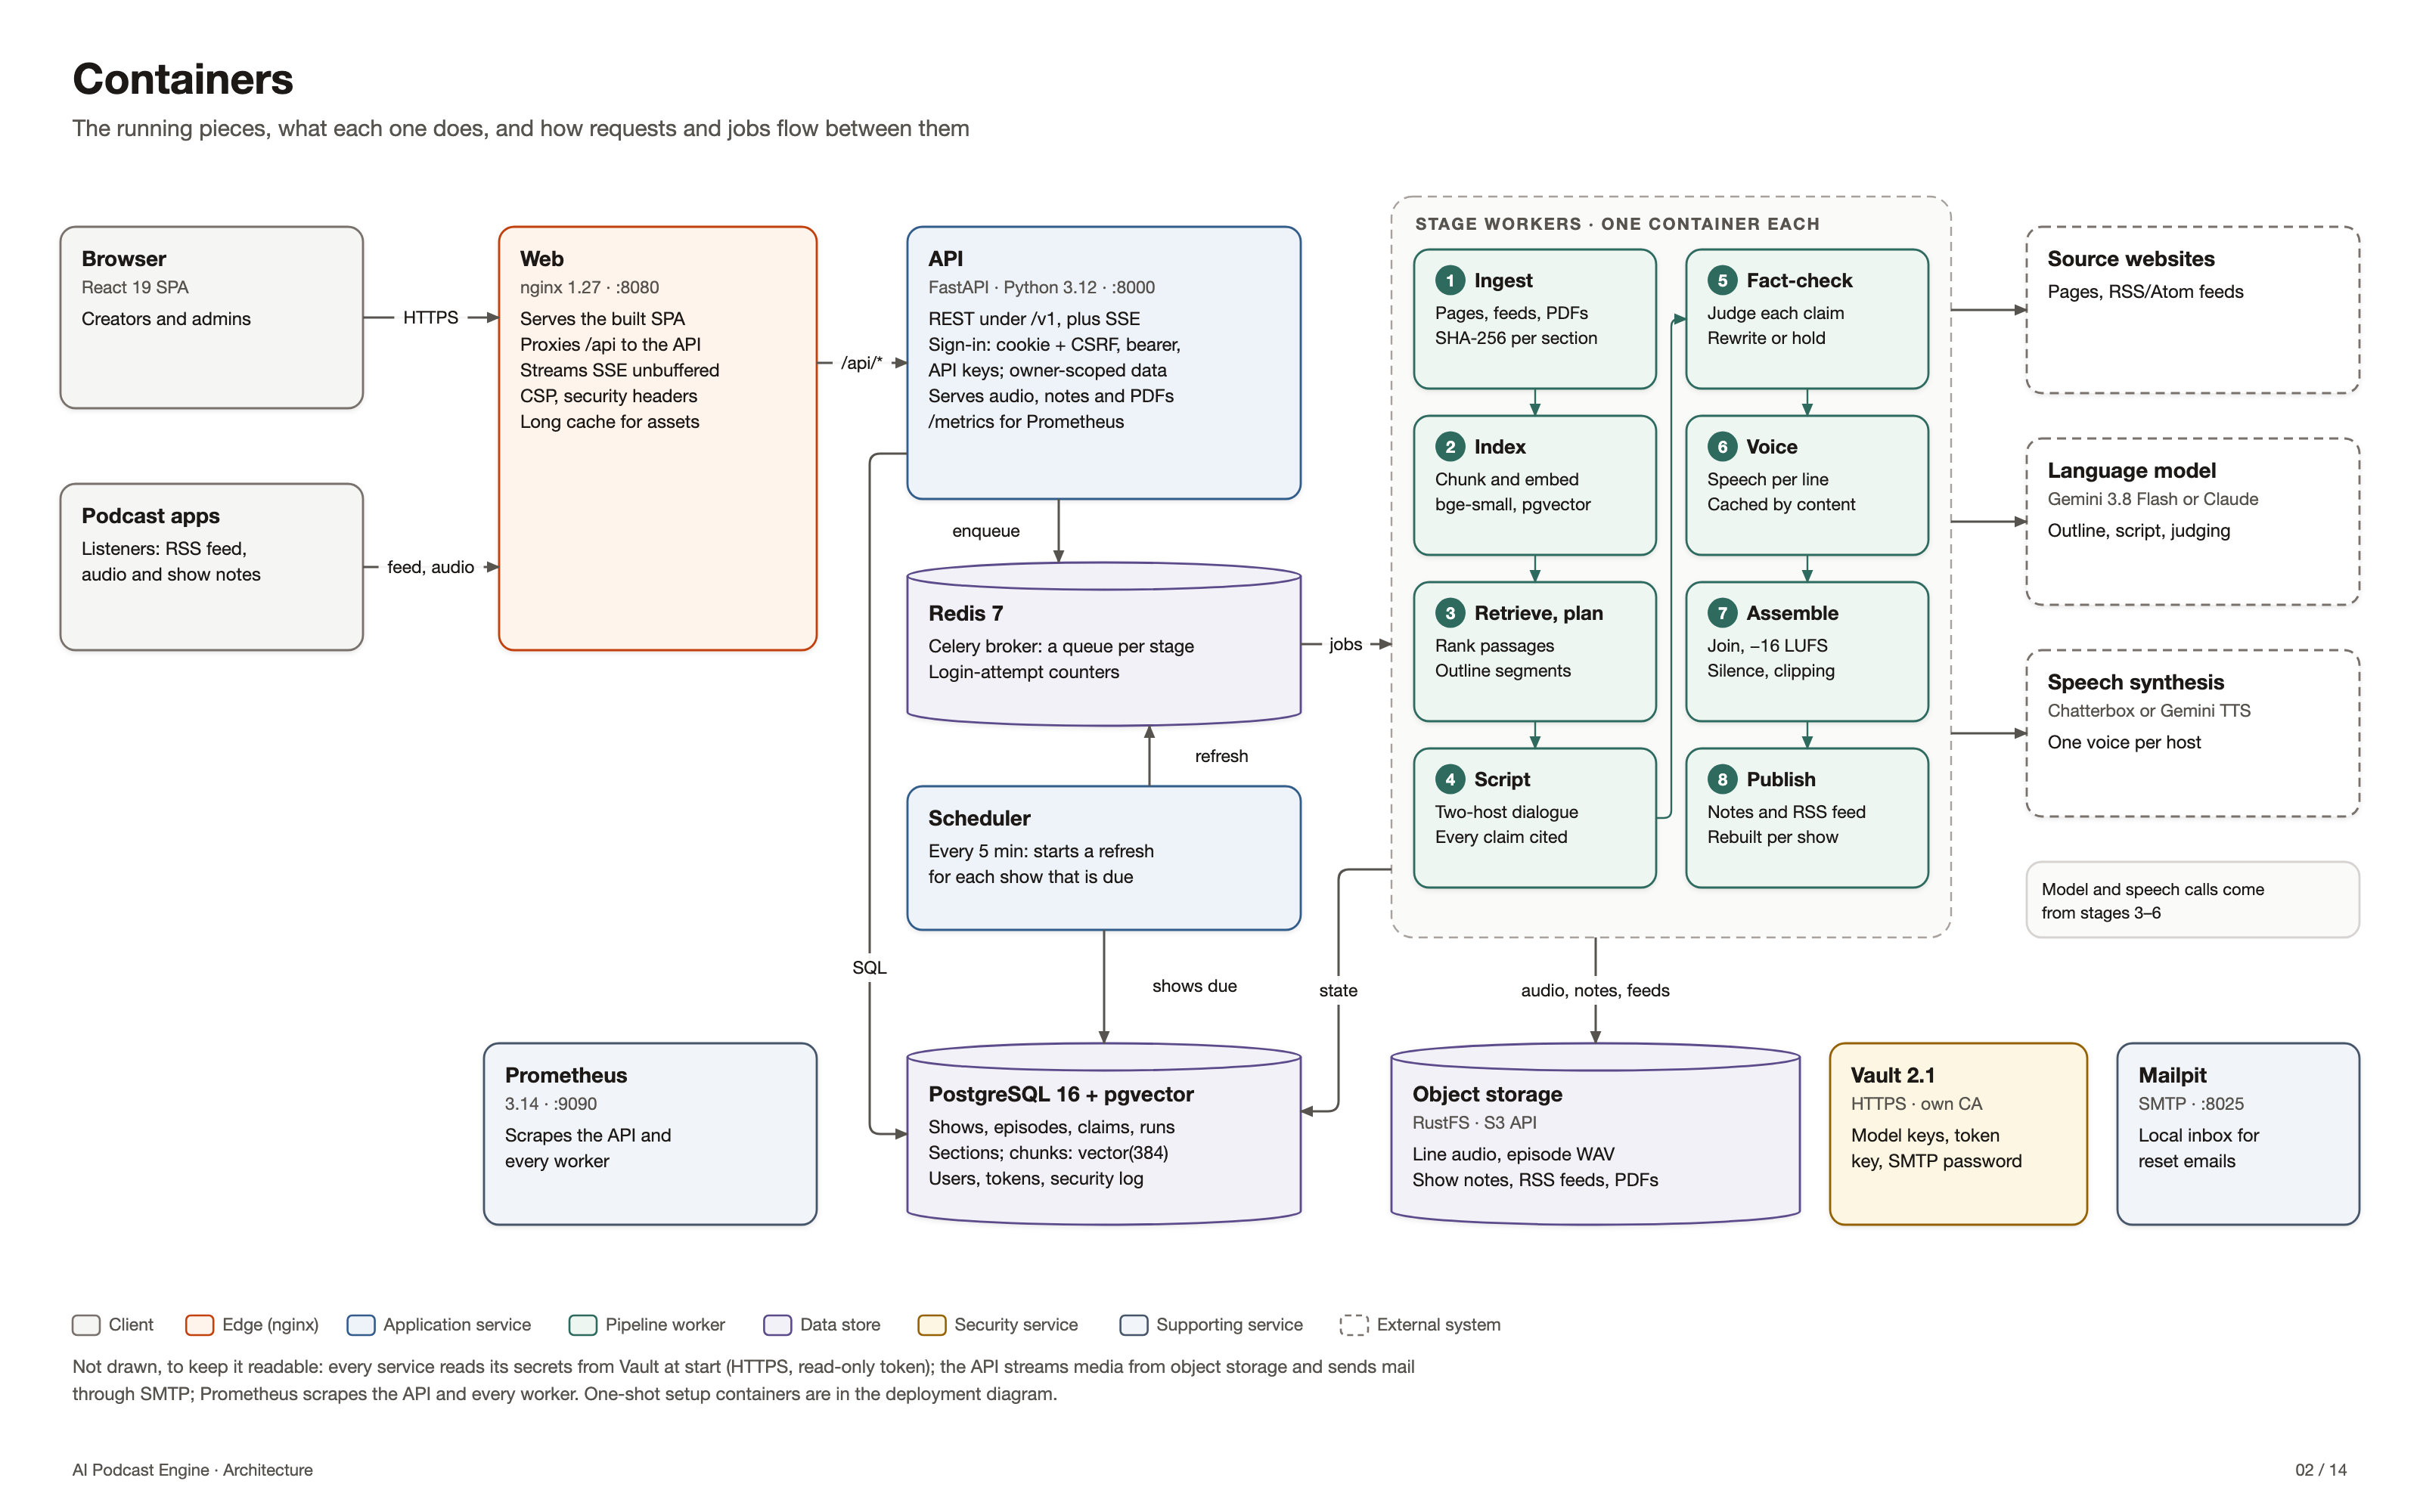 Containers
The running pieces, what each one does, and how requests and jobs flow between them
Browser
React 19 SPA
Creators and admins
HTTPS
Podcast apps
Listeners: RSS feed,
audio and show notes
feed, audio
Web
nginx 1.27 · :8080
Serves the built SPA
Proxies /api to the API
Streams SSE unbuffered
CSP, security headers
Long cache for assets
/api/*
API
FastAPI · Python 3.12 · :8000
REST under /v1, plus SSE
Sign-in: cookie + CSRF, bearer,
API keys; owner-scoped data
Serves audio, notes and PDFs
/metrics for Prometheus
enqueue
Redis 7
Celery broker: a queue per stage
Login-attempt counters
jobs
refresh
Scheduler
Every 5 min: starts a refresh
for each show that is due
SQL
shows due
state
STAGE WORKERS · ONE CONTAINER EACH
1 Ingest
Pages, feeds, PDFs
SHA-256 per section
2 Index
Chunk and embed
bge-small, pgvector
3 Retrieve, plan
Rank passages
Outline segments
4 Script
Two-host dialogue
Every claim cited
5 Fact-check
Judge each claim
Rewrite or hold
6 Voice
Speech per line
Cached by content
7 Assemble
Join, −16 LUFS
Silence, clipping
8 Publish
Notes and RSS feed
Rebuilt per show
audio, notes, feeds
Source websites
Pages, RSS/Atom feeds
Language model
Gemini 3.8 Flash or Claude
Outline, script, judging
Speech synthesis
Chatterbox or Gemini TTS
One voice per host
Model and speech calls come
from stages 3–6
Prometheus
3.14 · :9090
Scrapes the API and
every worker
PostgreSQL 16 + pgvector
Shows, episodes, claims, runs
Sections; chunks: vector(384)
Users, tokens, security log
Object storage
RustFS · S3 API
Line audio, episode WAV
Show notes, RSS feeds, PDFs
Vault 2.1
HTTPS · own CA
Model keys, token
key, SMTP password
Mailpit
SMTP · :8025
Local inbox for
reset emails
Client
Edge (nginx)
Application service
Pipeline worker
Data store
Security service
Supporting service
External system
Not drawn, to keep it readable: every service reads its secrets from Vault at start (HTTPS, read-only token); the API streams media from object storage and sends mail
through SMTP; Prometheus scrapes the API and every worker. One-shot setup containers are in the deployment diagram.
AI Podcast Engine · Architecture
02 / 14